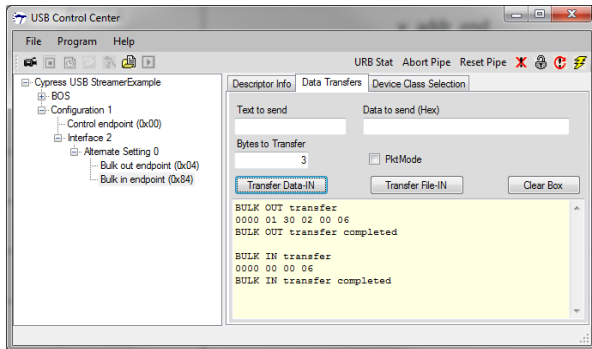 USB Control Center
File Program Help
URB Stat Abort Pipe Reset Pipe
Cypress USB StreamerExample
BOS
Configuration 1
Control endpoint (0x00)
Interface 2
Alternate Setting 0
Bulk out endpoint (0x04)
Bulk in endpoint (0x84)
Descriptor Info Data Transfers Device Class Selection
Text to send Data to send (Hex)
Bytes to Transfer
3 PktMode
Transfer Data-IN Transfer File-IN Clear Box
BULK OUT transfer
0000 01 30 02 00 06
BULK OUT transfer completed
BULK IN transfer
0000 00 00 06
BULK IN transfer completed